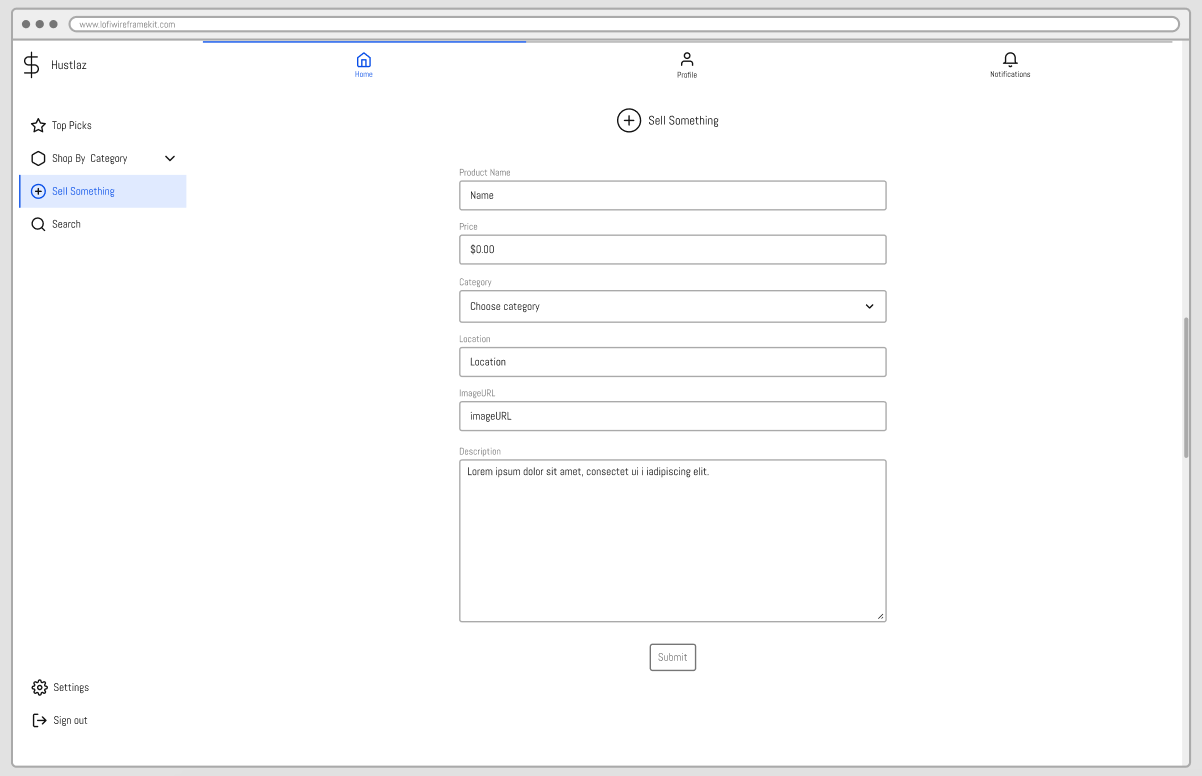 www.lofiwireframekit.com
Hustlaz
Home
Profile
Notifications
Top Picks
Shop By Category
Sell Something
Search
Sell Something
Product Name
Name
Price
$0.00
Category
Choose category
Location
Location
ImageURL
imageURL
Description
Lorem ipsum dolor sit amet, consectet ui i iadipiscing elit.
Submit
Settings
Sign out